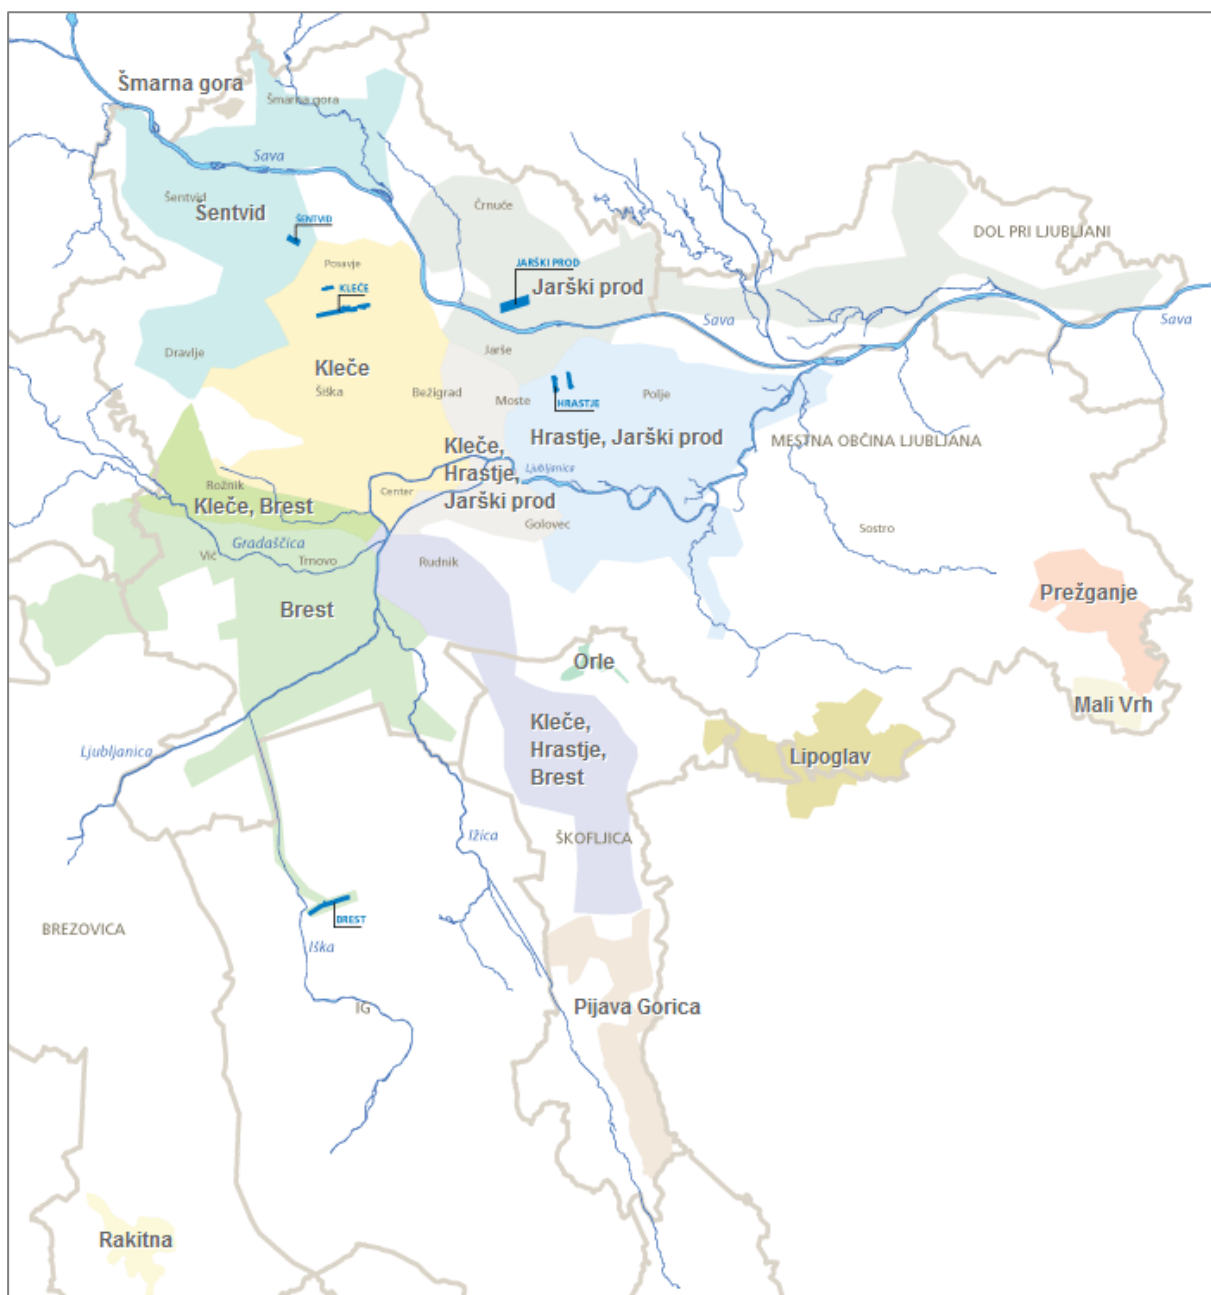 Šmarna gora
Šmarna gora
Sava
Šentvid
Šentvid
ŠENTVID
Črnuče
DOL PRI LJUBLJANI
Posavje
JARŠKI PROD
Jarški prod
KLEČE
Sava
Sava
Dravlje
Jarše
Kleče
Šiška
Bežigrad
Moste
HRASTJE
Polje
Hrastje, Jarški prod
MESTNA OBČINA LJUBLJANA
Kleče,
Hrastje,
Jarški prod
Ljubljanica
Rožnik
Center
Kleče, Brest
Golovec
Sostro
Gradaščica
Vič
Trnovo
Rudnik
Prežganje
Brest
Orle
Mali Vrh
Kleče,
Hrastje,
Brest
Ljubljanica
Lipoglav
Ižica
ŠKOFLJICA
BREST
BREZOVICA
Iška
IG
Pijava Gorica
Rakitna